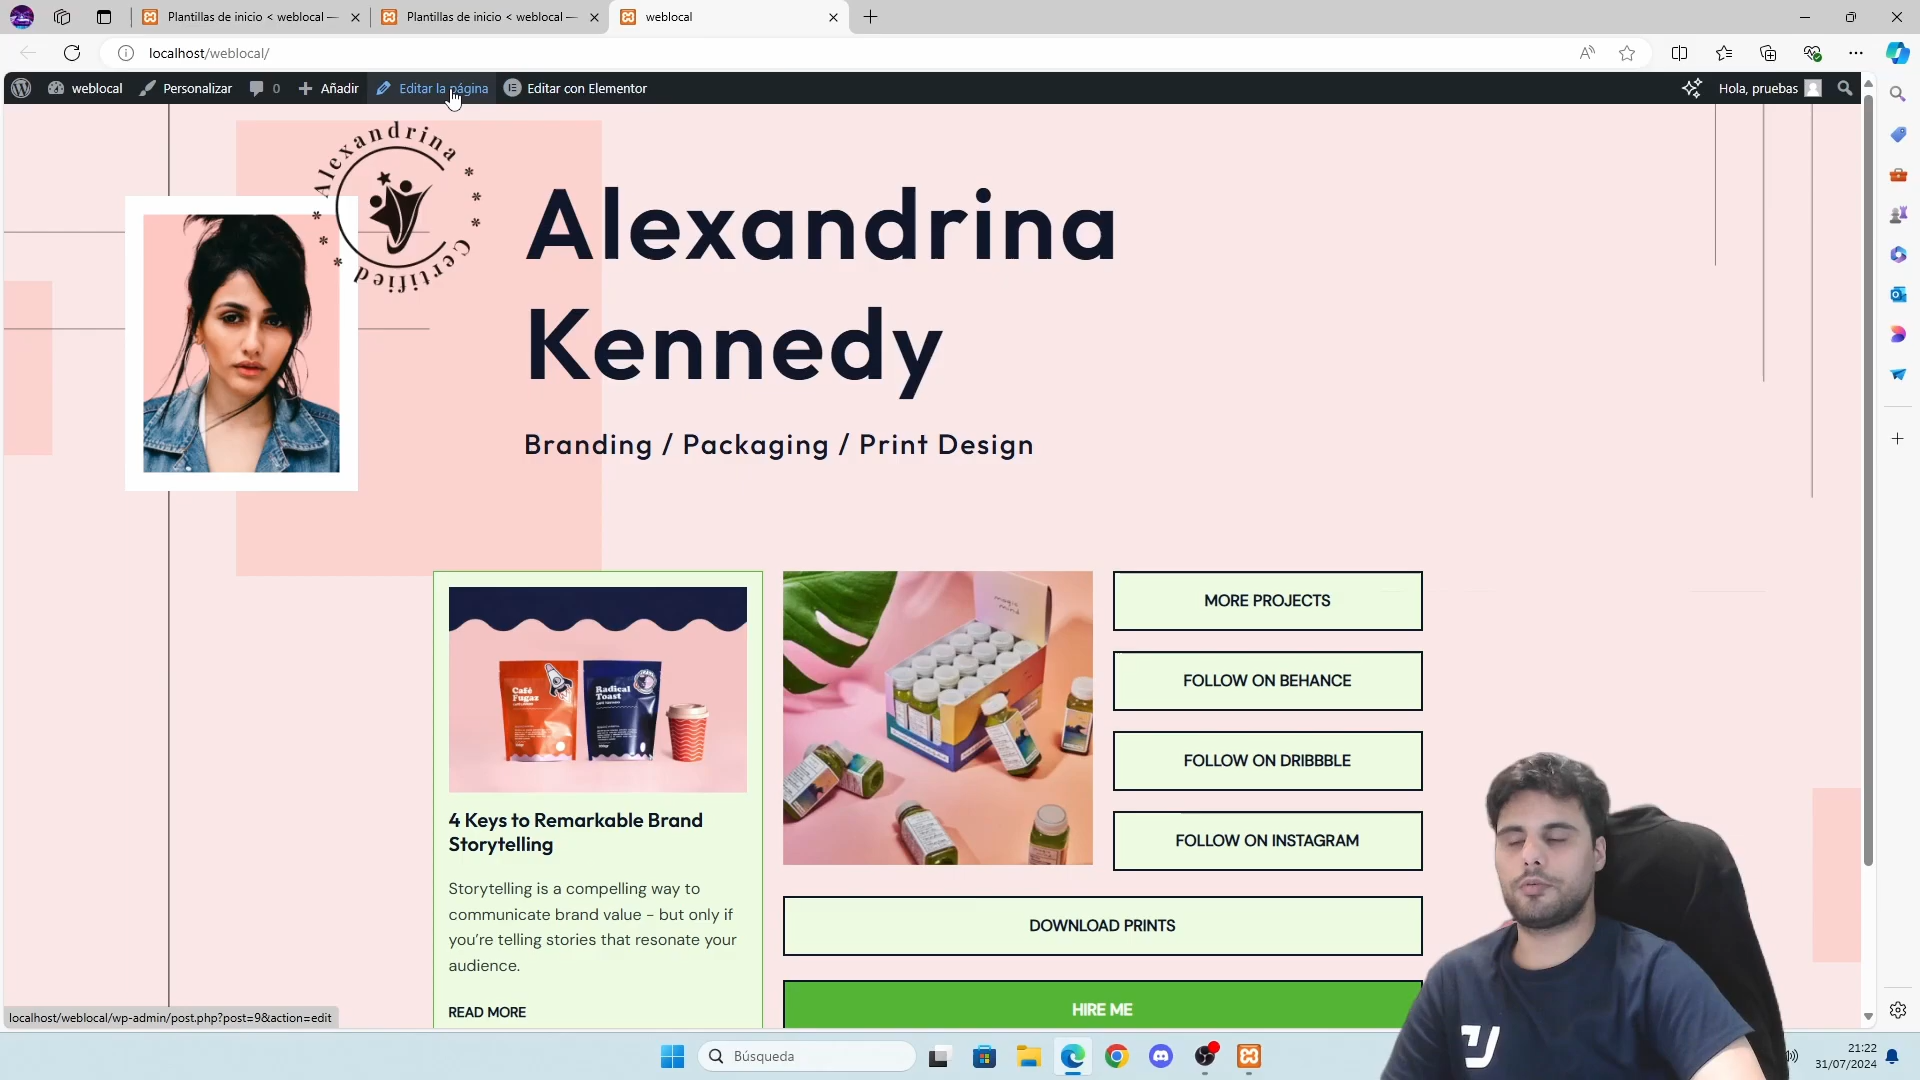 Plantillas de inicio < weblocal —
Plantillas de inicio < weblocal —
weblocal
localhost/weblocal/
weblocal
Personalizar
0
Añadir
Editar la página
Editar con Elementor
Hola, pruebas
Alexandrina
Certified
Alexandrina
Kennedy
Branding / Packaging / Print Design
magic
mind
Café
Fugaz
Radical
Toast
4 Keys to Remarkable Brand
Storytelling
Storytelling is a compelling way to
communicate brand value – but only if
you’re telling stories that resonate your
audience.
READ MORE
MORE PROJECTS
FOLLOW ON BEHANCE
FOLLOW ON DRIBBBLE
FOLLOW ON INSTAGRAM
DOWNLOAD PRINTS
HIRE ME
localhost/weblocal/wp-admin/post.php?post=9&action=edit
Búsqueda
21:22
31/07/2024